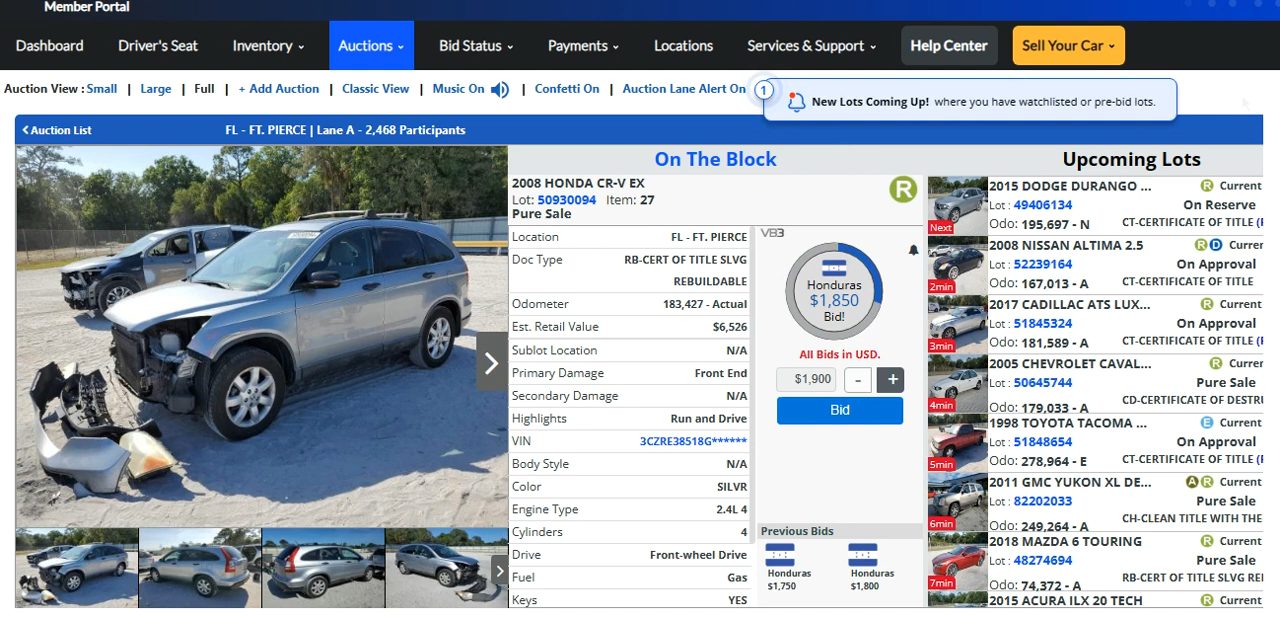 Member Portal
Dashboard Driver's Seat Inventory Auctions Bid Status Payments Locations Services & Support Help Center Sell Your Car
Auction View : Small | Large | Full | + Add Auction | Classic View | Music On | Confetti On | Auction Lane Alert On
1 New Lots Coming Up! where you have watchlisted or pre-bid lots.
Auction List FL - FT. PIERCE | Lane A - 2,468 Participants
On The Block
2008 HONDA CR-V EX
R
Lot: 50930094 Item: 27
Pure Sale
Location FL - FT. PIERCE
Doc Type RB-CERT OF TITLE SLVG
REBUILDABLE
Odometer 183,427 - Actual
Est. Retail Value $6,526
Sublot Location N/A
Primary Damage Front End
Secondary Damage N/A
Highlights Run and Drive
VIN 3CZRE38518G******
Body Style N/A
Color SILVR
Engine Type 2.4L 4
Cylinders 4
Drive Front-wheel Drive
Fuel Gas
Keys YES
VB3
Honduras
$1,850
Bid!
All Bids in USD.
$1,900 - +
Bid
Previous Bids
Honduras Honduras
$1,750 $1,800
Upcoming Lots
2015 DODGE DURANGO ... R Current
Lot : 49406134 On Reserve
Next Odo: 195,697 - N CT-CERTIFICATE OF TITLE (F
2008 NISSAN ALTIMA 2.5 R D Currer
Lot : 52239164 On Approval
2min Odo: 167,013 - A CT-CERTIFICATE OF TITLE
2017 CADILLAC ATS LUX... R Current
Lot : 51845324 On Approval
3min Odo: 181,589 - A CT-CERTIFICATE OF TITLE (F
2005 CHEVROLET CAVAL... R Currer
Lot : 50645744 Pure Sale
4min Odo: 179,033 - A CD-CERTIFICATE OF DESTRU
1998 TOYOTA TACOMA ... E Current
Lot : 51848654 On Approval
5min Odo: 278,964 - E CT-CERTIFICATE OF TITLE (F
2011 GMC YUKON XL DE... A R Current
Lot : 82202033 Pure Sale
6min Odo: 249,264 - A CH-CLEAN TITLE WITH THE
2018 MAZDA 6 TOURING R Current
Lot : 48274694 Pure Sale
7min Odo: 74,372 - A RB-CERT OF TITLE SLVG REI
2015 ACURA ILX 20 TECH R Current